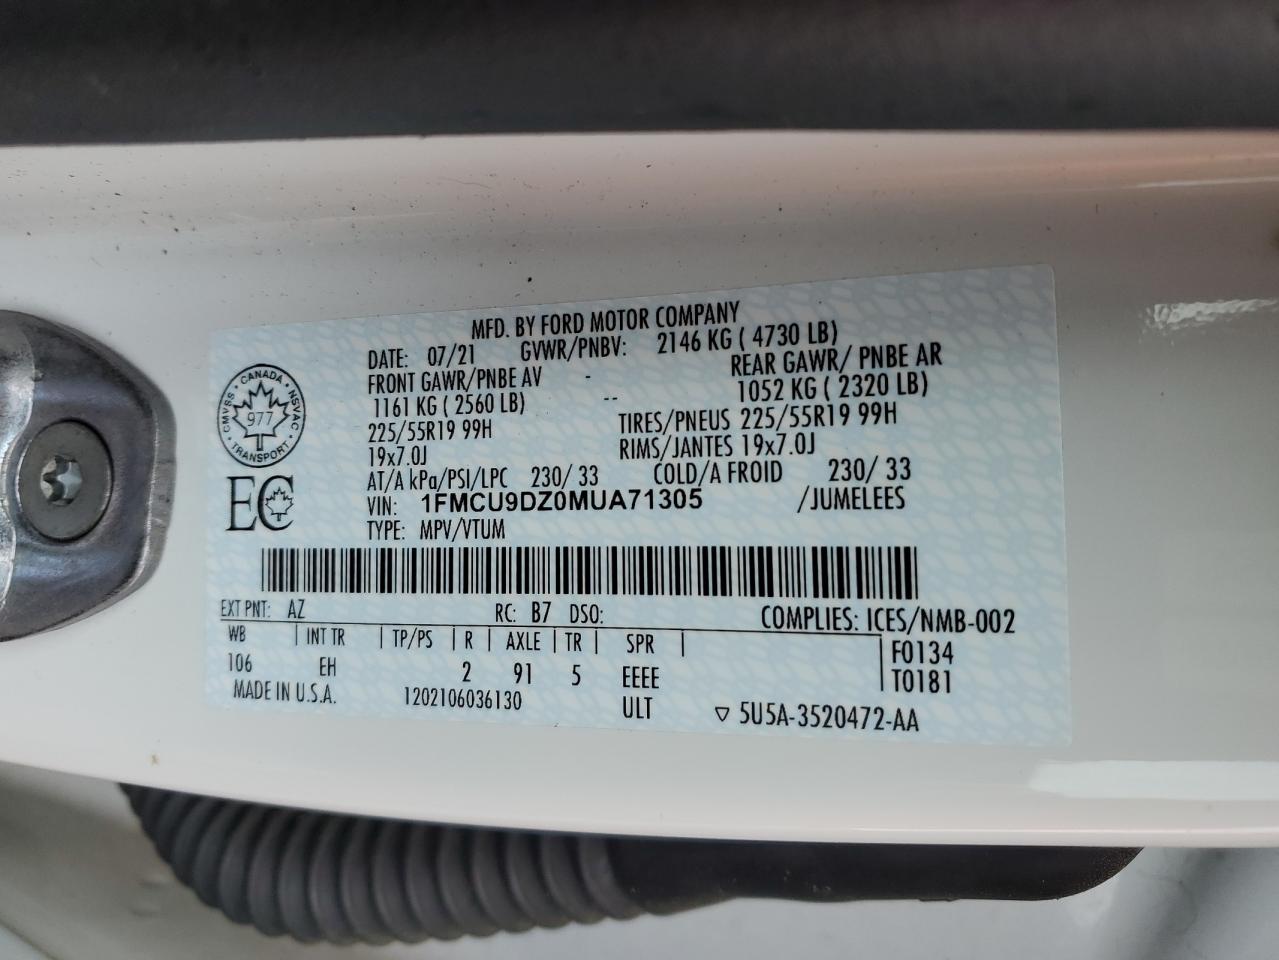 MFD. BY FORD MOTOR COMPANY
DATE: 07/21 GVWR/PNBV: 2146 KG ( 4730 LB)
FRONT GAWR/PNBE AV - REAR GAWR/ PNBE AR
1161 KG ( 2560 LB) -- 1052 KG ( 2320 LB)
225/55R19 99H TIRES/PNEUS 225/55R19 99H
19x7.0J RIMS/JANTES 19x7.0J
AT/A kPa/PSI/LPC 230/ 33 COLD/A FROID 230/ 33
VIN: 1FMCU9DZ0MUA71305 /JUMELEES
TYPE: MPV/VTUM
CANADA
CMVSS 977 NSVAC
TRANSPORT
EC
EXT PNT: AZ RC: B7 DSO: COMPLIES: ICES/NMB-002
WB | INT TR | TP/PS | R | AXLE | TR | SPR | F0134
106 EH 2 91 5 EEEE T0181
MADE IN U.S.A. 1202106036130 ULT ▽ 5U5A-3520472-AA